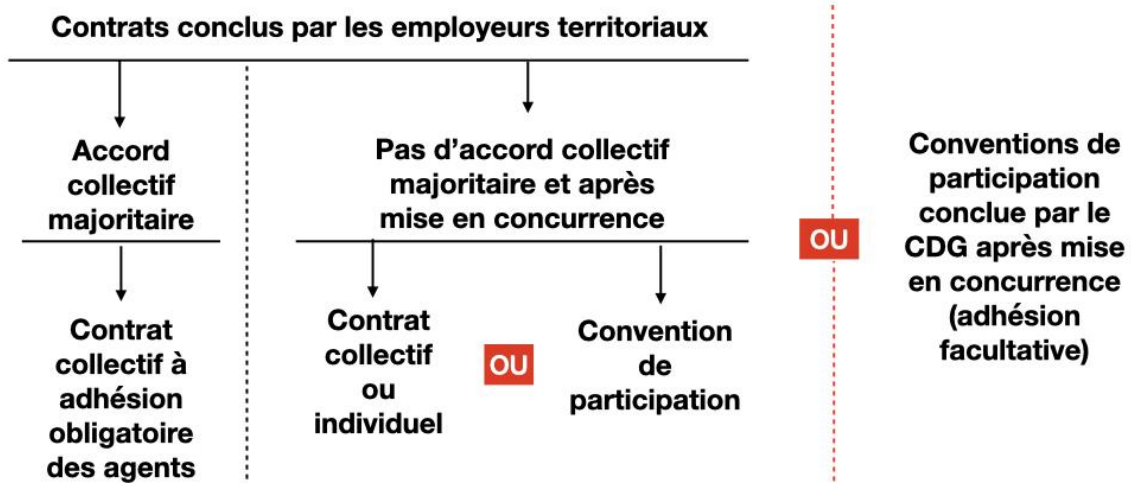 Contrats conclus par les employeurs territoriaux
Accord
collectif
majoritaire
Contrat
collectif à
adhésion
obligatoire
des agents
Pas d’accord collectif
majoritaire et après
mise en concurrence
Contrat
collectif
ou
individuel
OU
Convention
de
participation
OU
Conventions de
participation
conclue par le
CDG après mise
en concurrence
(adhésion
facultative)